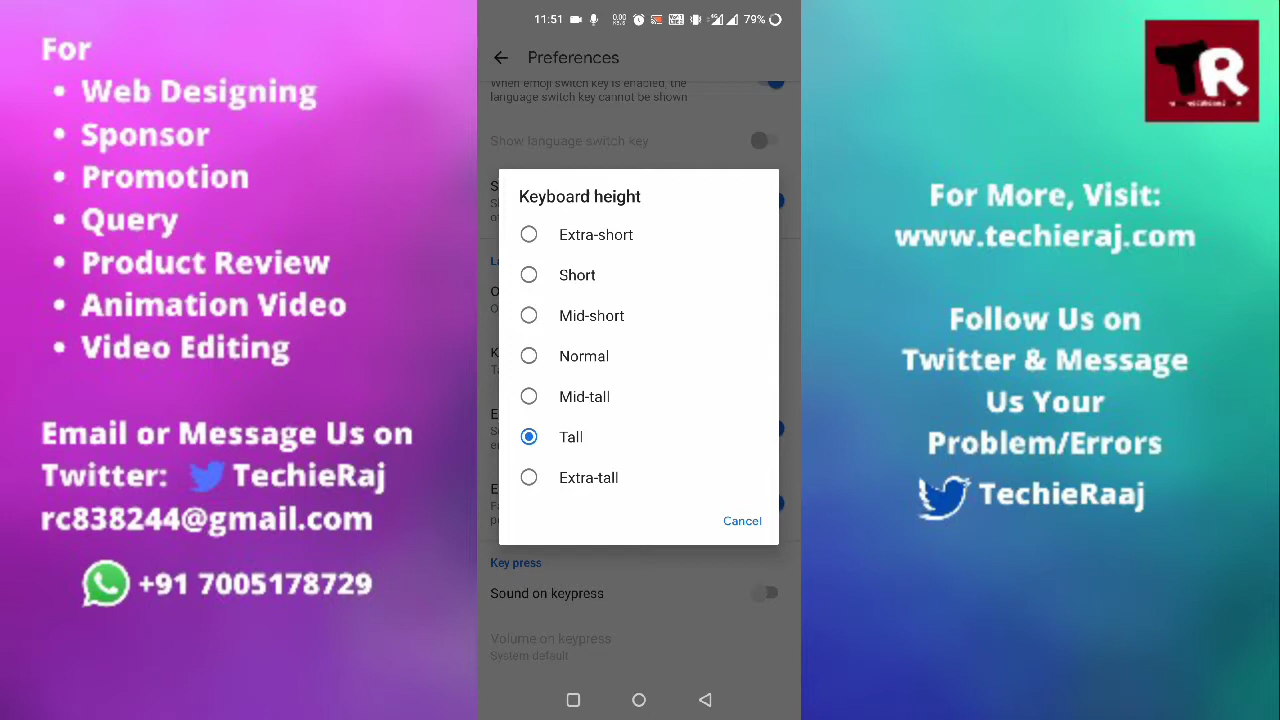 For
• Web Designing
• Sponsor
• Promotion
• Query
• Product Review
• Animation Video
• Video Editing
Email or Message Us on
Twitter: TechieRaj
rc838244@gmail.com
+91 7005178729
11:51
79%
Preferences
When emoji switch key is enabled, the
language switch key cannot be shown
Show language switch key
Keyboard height
Extra-short
Short
Mid-short
Normal
Mid-tall
Tall
Extra-tall
Cancel
Key press
Sound on keypress
Volume on keypress
System default
TR
For More, Visit:
www.techieraj.com
Follow Us on
Twitter & Message
Us Your
Problem/Errors
TechieRaaj